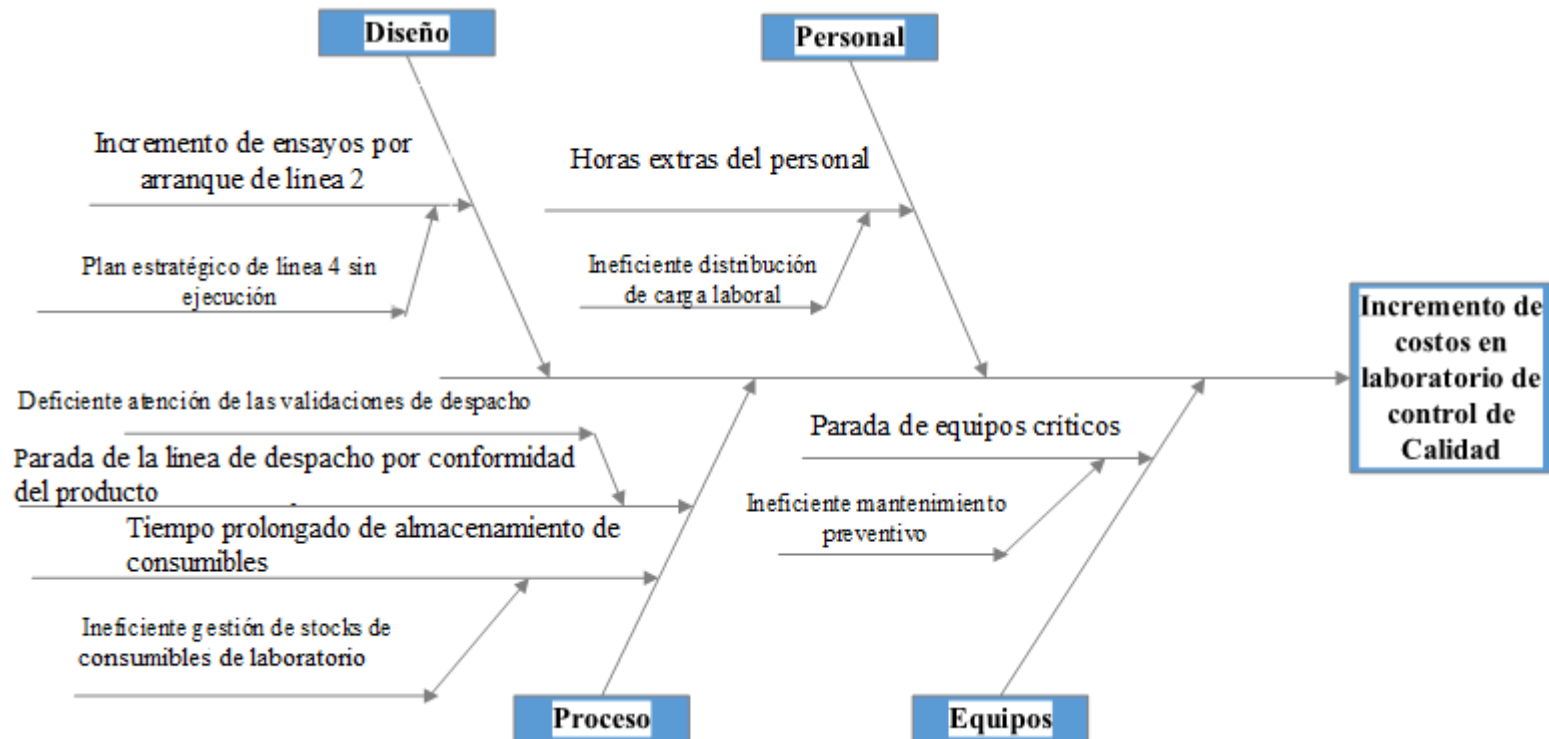 Diseño
Personal
Incremento de ensayos por
arranque de linea 2
Plan estratégico de linea 4 sin
ejecución
Horas extras del personal
Ineficiente distribución
de carga laboral
Incremento de
costos en
laboratorio de
control de
Calidad
Deficiente atención de las validaciones de despacho
Parada de la linea de despacho por conformidad
del producto
Tiempo prolongado de almacenamiento de
consumibles
Ineficiente gestión de stocks de
consumibles de laboratorio
Parada de equipos criticos
Ineficiente mantenimiento
preventivo
Proceso
Equipos